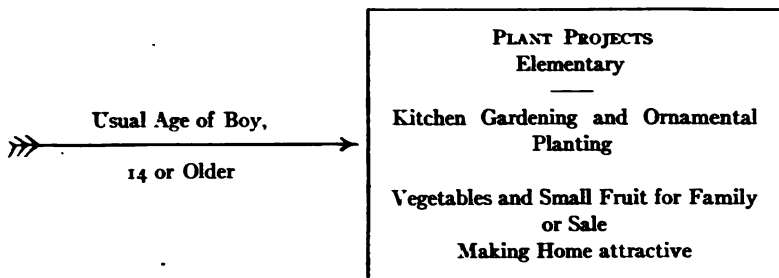 Usual Age of Boy,
14 or Older
PLANT PROJECTS
Elementary
Kitchen Gardening and Ornamental
Planting
Vegetables and Small Fruit for Family
or Sale
Making Home attractive